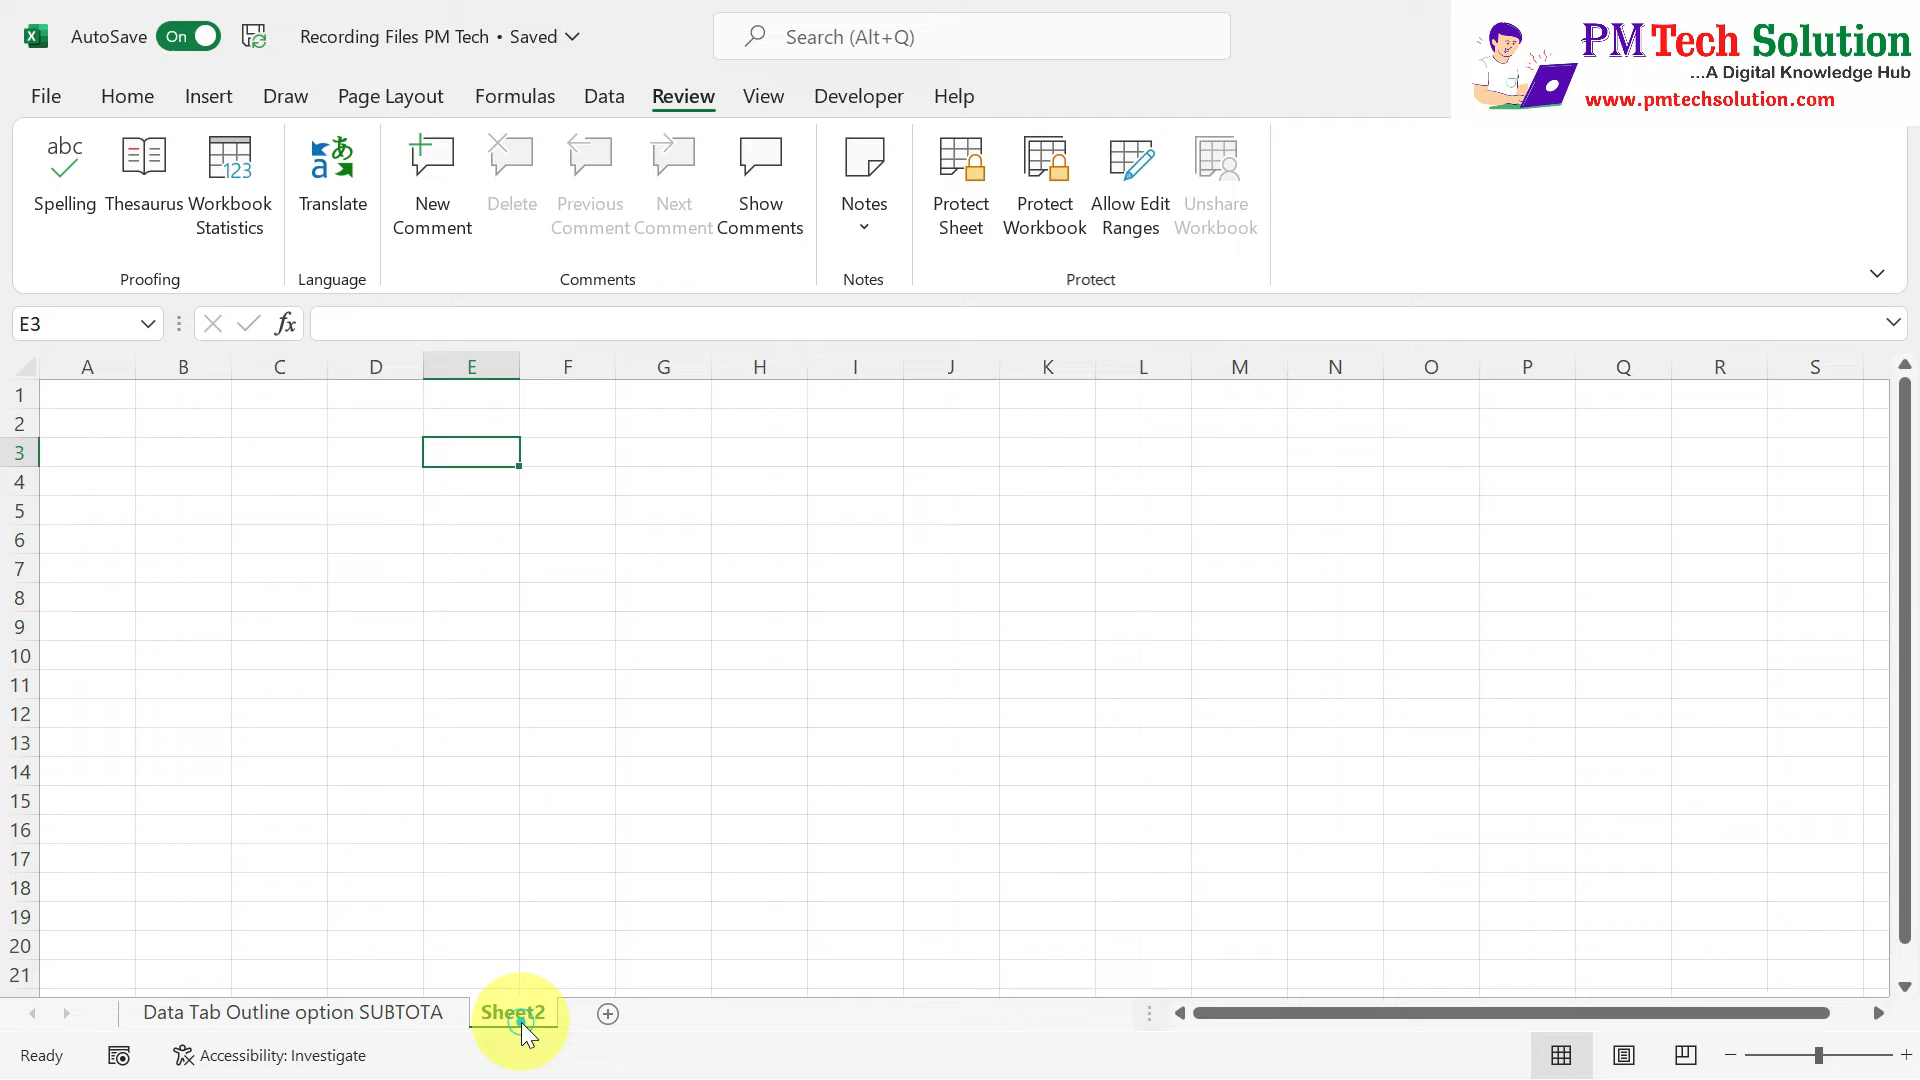 AutoSave On Recording Files PM Tech • Saved Search (Alt+Q)
PM Tech Solution
...A Digital Knowledge Hub
www.pmtechsolution.com
File Home Insert Draw Page Layout Formulas Data Review View Developer Help
abc
123
a
Spelling Thesaurus Workbook Statistics Translate New Comment Delete Previous Comment Next Comment Show Comments Notes Protect Sheet Protect Workbook Allow Edit Ranges Unshare Workbook
Proofing Language Comments Notes Protect
E3 fx
A B C D E F G H I J K L M N O P Q R S
1
2
3
4
5
6
7
8
9
10
11
12
13
14
15
16
17
18
19
20
21
Data Tab Outline option SUBTOTA Sheet2
Ready Accessibility: Investigate